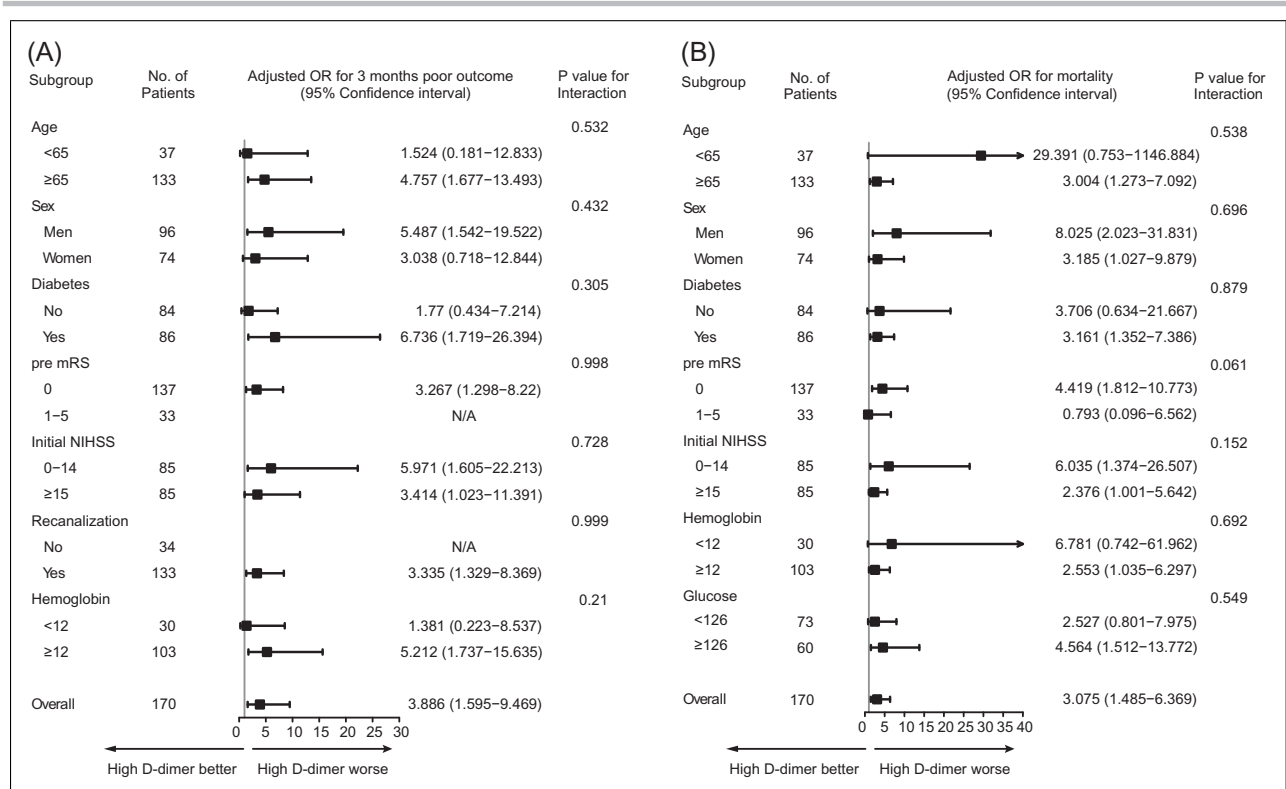 (A)
Subgroup No. of Patients Adjusted OR for 3 months poor outcome (95% Confidence interval) P value for Interaction
Age 0.532
<65 37 1.524 (0.181−12.833)
≥65 133 4.757 (1.677−13.493)
Sex 0.432
Men 96 5.487 (1.542−19.522)
Women 74 3.038 (0.718−12.844)
Diabetes 0.305
No 84 1.77 (0.434−7.214)
Yes 86 6.736 (1.719−26.394)
pre mRS 0.998
0 137 3.267 (1.298−8.22)
1−5 33 N/A
Initial NIHSS 0.728
0−14 85 5.971 (1.605−22.213)
≥15 85 3.414 (1.023−11.391)
Recanalization 0.999
No 34 N/A
Yes 133 3.335 (1.329−8.369)
Hemoglobin 0.21
<12 30 1.381 (0.223−8.537)
≥12 103 5.212 (1.737−15.635)
Overall 170 3.886 (1.595−9.469)
0 5 10 15 20 25 30
High D-dimer better High D-dimer worse
(B)
Subgroup No. of Patients Adjusted OR for mortality (95% Confidence interval) P value for Interaction
Age 0.538
<65 37 29.391 (0.753−1146.884)
≥65 133 3.004 (1.273−7.092)
Sex 0.696
Men 96 8.025 (2.023−31.831)
Women 74 3.185 (1.027−9.879)
Diabetes 0.879
No 84 3.706 (0.634−21.667)
Yes 86 3.161 (1.352−7.386)
pre mRS 0.061
0 137 4.419 (1.812−10.773)
1−5 33 0.793 (0.096−6.562)
Initial NIHSS 0.152
0−14 85 6.035 (1.374−26.507)
≥15 85 2.376 (1.001−5.642)
Hemoglobin 0.692
<12 30 6.781 (0.742−61.962)
≥12 103 2.553 (1.035−6.297)
Glucose 0.549
<126 73 2.527 (0.801−7.975)
≥126 60 4.564 (1.512−13.772)
Overall 170 3.075 (1.485−6.369)
0 5 10 15 20 25 30 35 40
High D-dimer better High D-dimer worse